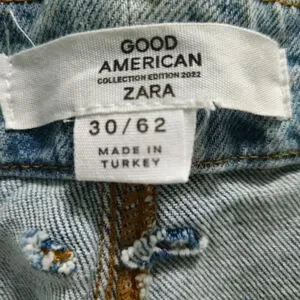 GOOD
AMERICAN
COLLECTION EDITION 2022
ZARA
30/62
MADE IN
TURKEY